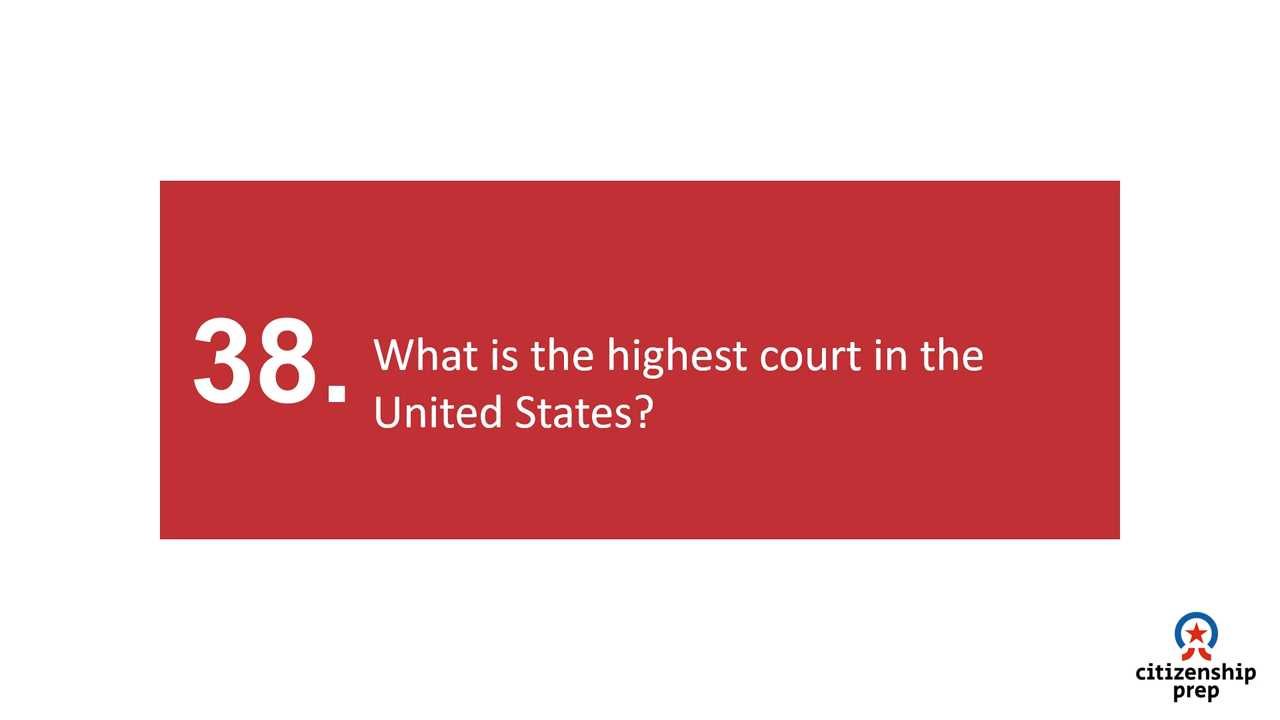 38.
What is the highest court in the
United States?
citizenship
prep